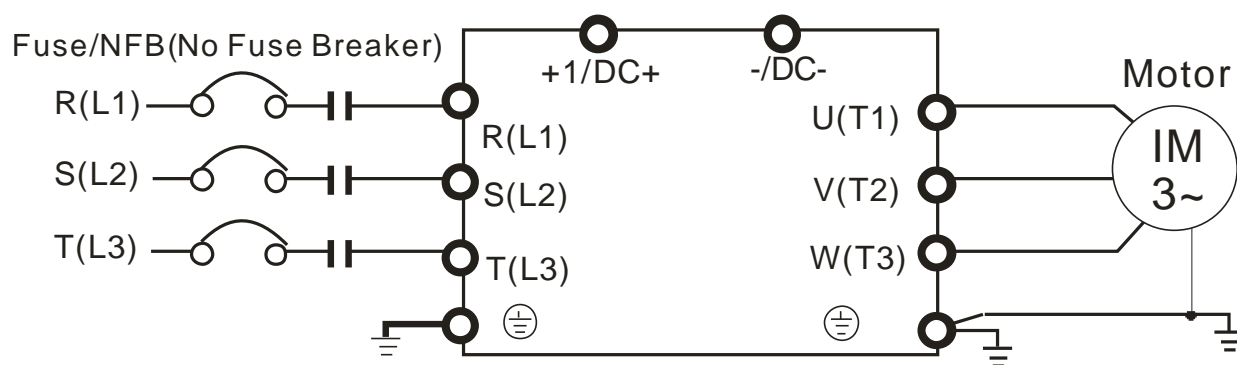 Fuse/NFB(No Fuse Breaker)
R(L1)
S(L2)
T(L3)
+1/DC+
-/DC-
R(L1)
S(L2)
T(L3)
U(T1)
V(T2)
W(T3)
Motor
IM
3~